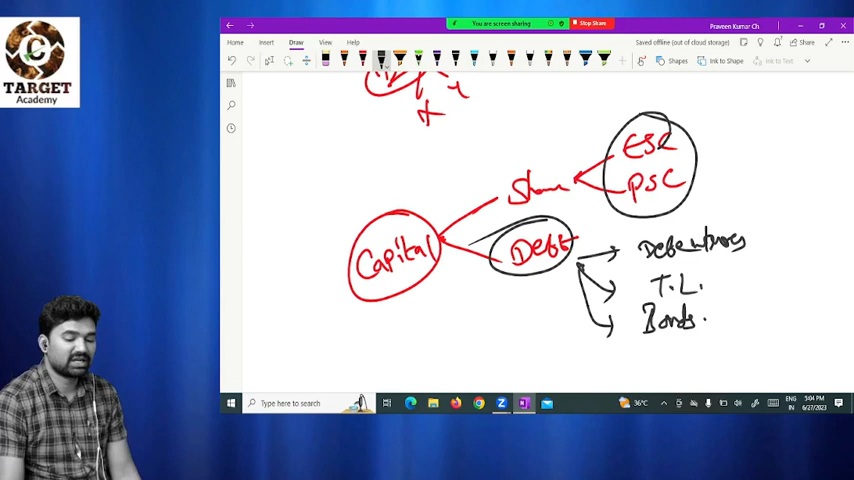 Praveen Kumar Ch
You are screen sharing
Stop Share
Home Insert Draw View
Saved offline (out of cloud storage)
Share
Shapes
Ink to Shape
Ink to Text
TARGET
Academy
ESC
Share
PSC
Capital
Debt
Debentures
T.L.
Bonds.
Type here to search
36°C
ENG
IN
5:04 PM
6/27/2023